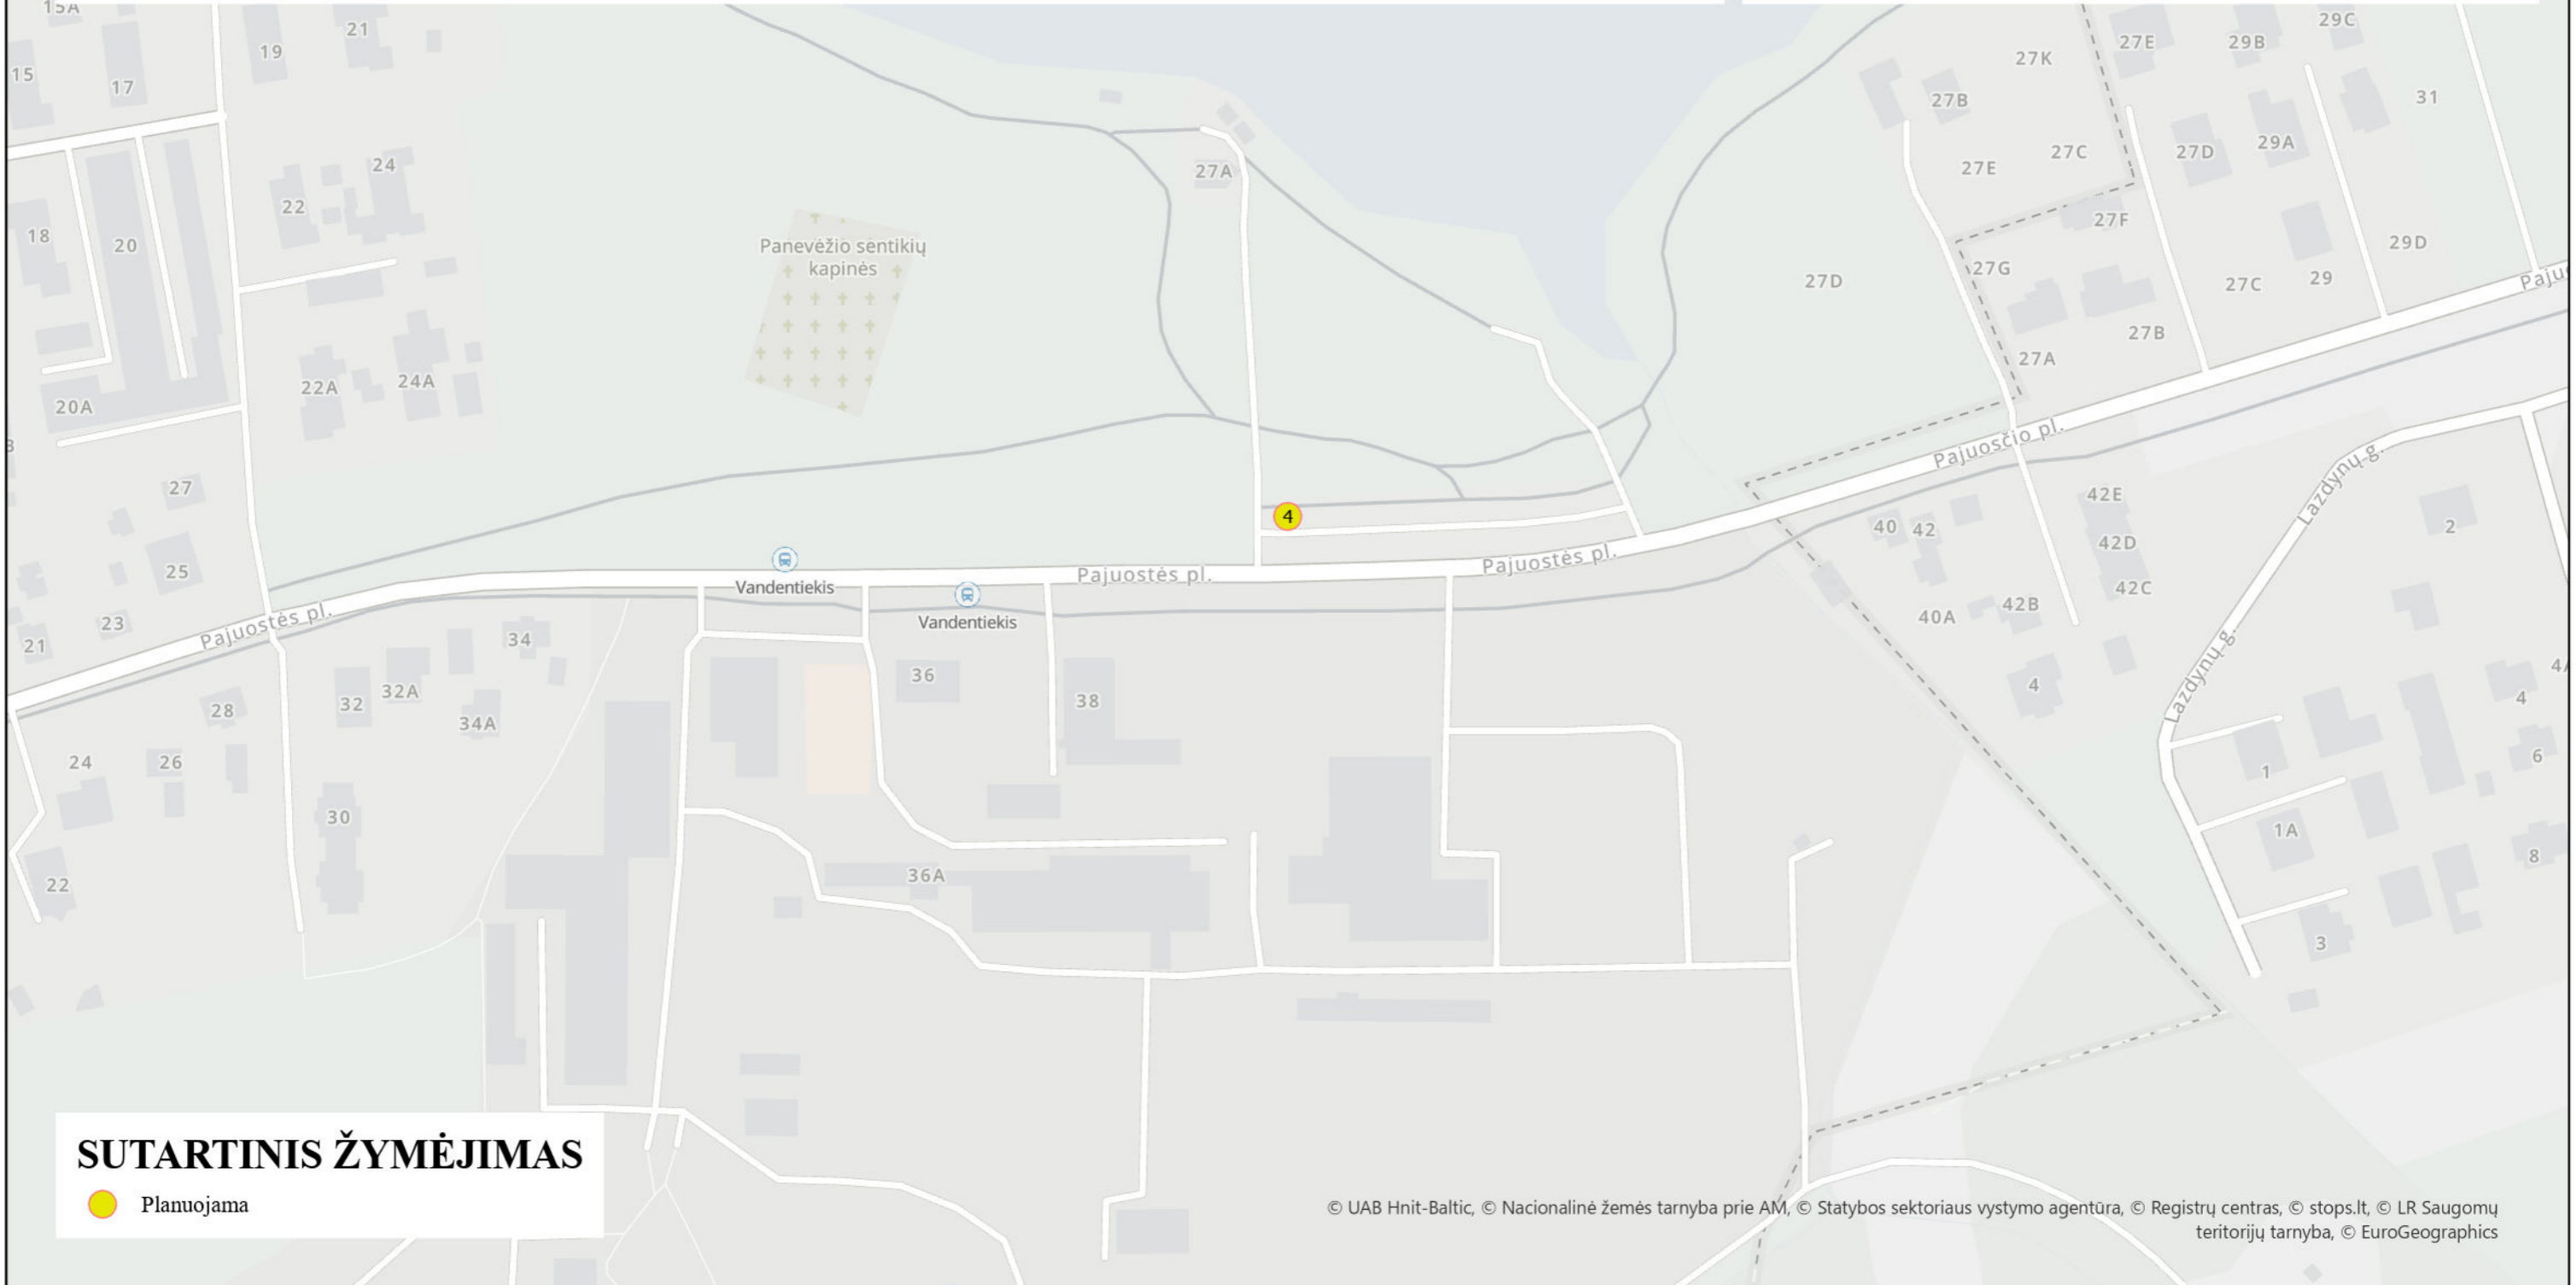 15A
15
17
19
21
29C
27E
29B
27K
27B
31
27D
29A
27C
27E
24
22
27A
18
20
Panevėžio sentikių
kapinės
27F
29D
27D
27G
27C
29
Paju
27B
27A
22A
24A
20A
Pajuosčio pl.
Lazdynų g.
27
4
42E
2
40
42
42D
25
Vandentiekis
Pajuostės pl.
Pajuostės pl.
42C
Vandentiekis
42B
40A
23
Pajuostės pl.
21
34
Lazdynų g.
36
38
4
4
32A
32
28
34A
24
26
6
1
30
1A
8
22
36A
3
SUTARTINIS ŽYMĖJIMAS
Planuojama
© UAB Hnit-Baltic, © Nacionalinė žemės tarnyba prie AM, © Statybos sektoriaus vystymo agentūra, © Registrų centras, © stops.lt, © LR Saugomų
teritorijų tarnyba, © EuroGeographics